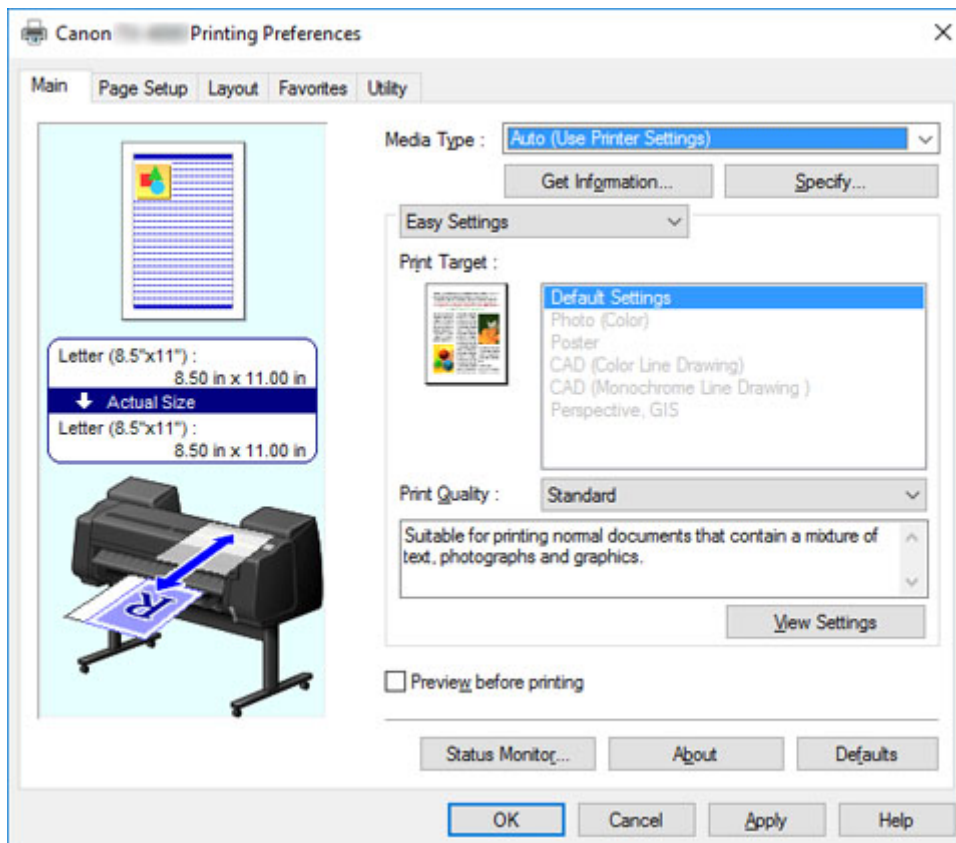 Canon Printing Preferences
Main Page Setup Layout Favorites Utility
Media Type : Auto (Use Printer Settings)
Get Information... Specify...
Easy Settings
Print Target :
Default Settings
Photo (Color)
Poster
CAD (Color Line Drawing)
CAD (Monochrome Line Drawing )
Perspective, GIS
Letter (8.5"x11") :
8.50 in x 11.00 in
Actual Size
Letter (8.5"x11") :
8.50 in x 11.00 in
R
Print Quality : Standard
Suitable for printing normal documents that contain a mixture of
text, photographs and graphics.
View Settings
Preview before printing
Status Monitor... About Defaults
OK Cancel Apply Help